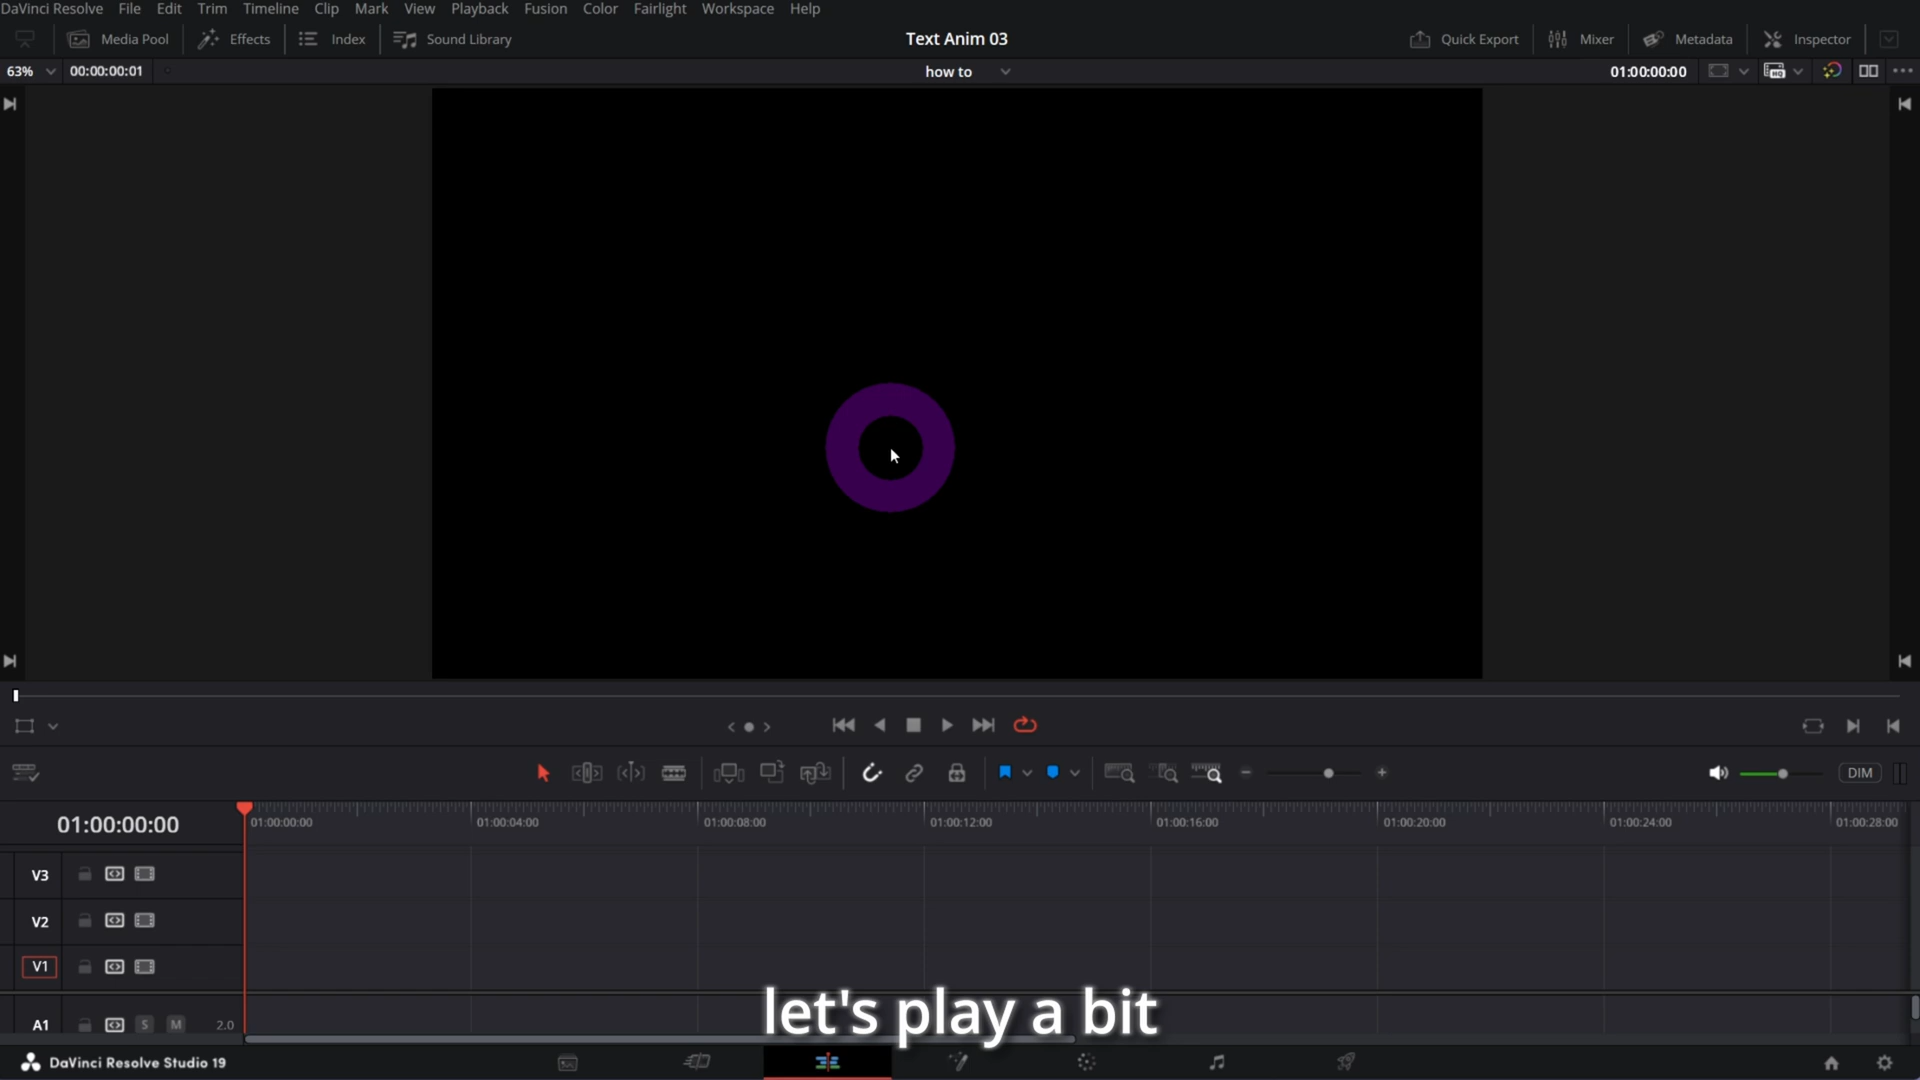 DaVinci Resolve File Edit Trim Timeline Clip Mark View Playback Fusion Color Fairlight Workspace Help
Media Pool Effects Index Sound Library Text Anim 03 Quick Export Mixer Metadata Inspector
63% 00:00:00:01 how to 01:00:00:00
DIM
01:00:00:00 01:00:00:00 01:00:04:00 01:00:08:00 01:00:12:00 01:00:16:00 01:00:20:00 01:00:24:00 01:00:28:00
V3
V2
V1
let's play a bit
A1 S M 2.0
DaVinci Resolve Studio 19